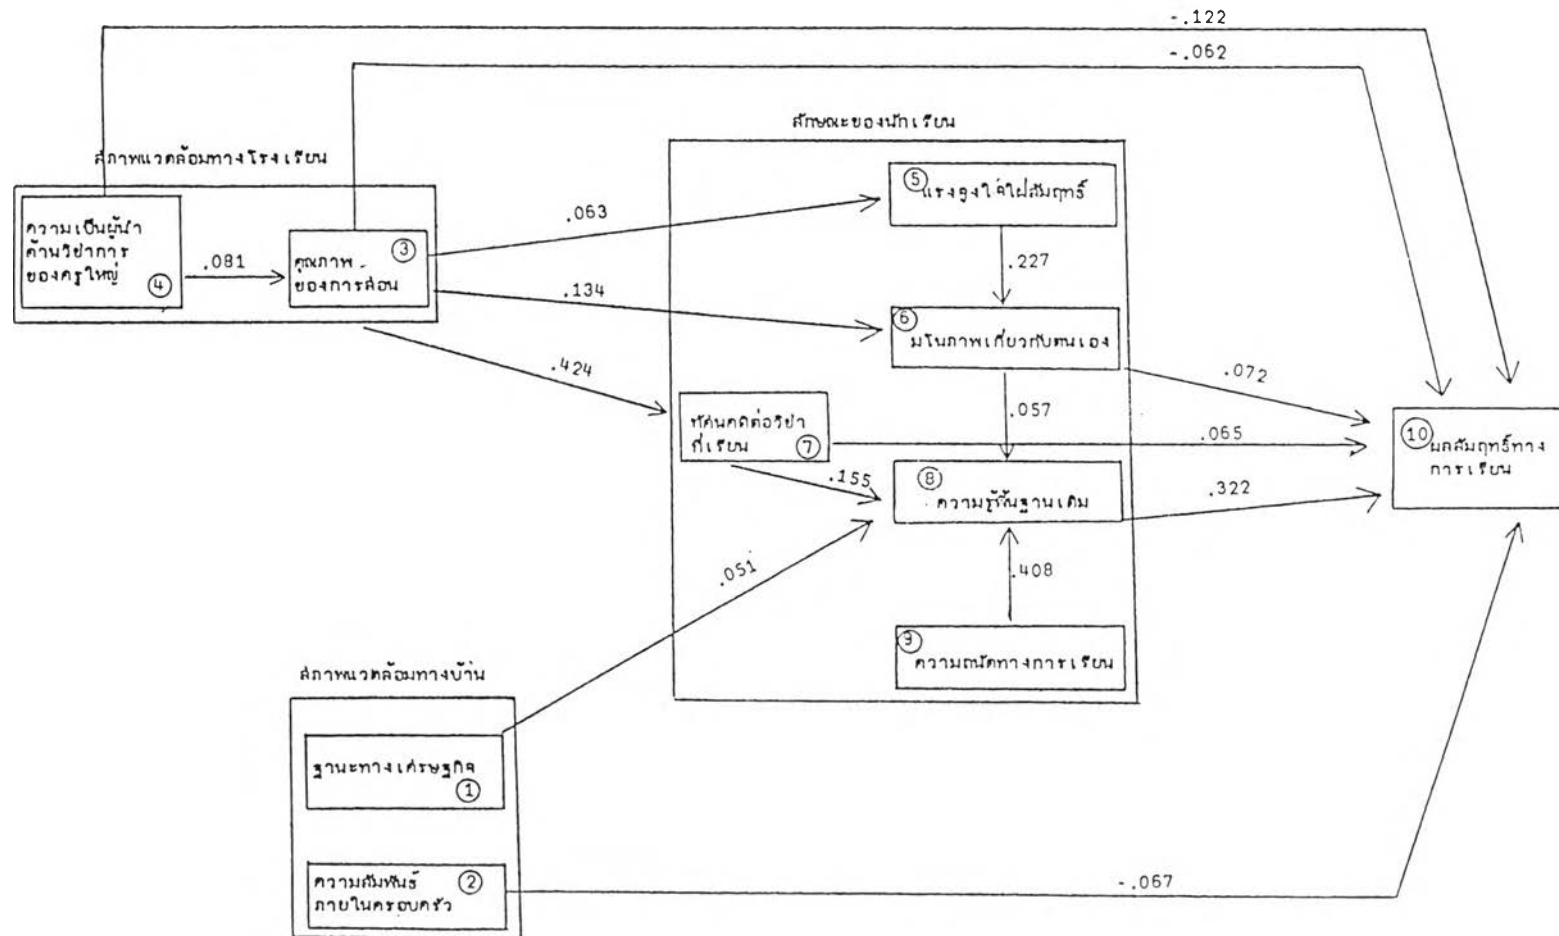 -.122
-.062
ลักษณะของนักเรียน
สภาพแวดล้อมทางโรงเรียน
⑤
แรงจูงใจใฝ่สัมฤทธิ์
ความเป็นผู้นำ
ด้านวิชาการ
ของครูใหญ่
④
.081
③
คุณภาพ
ของการสอน
.063
.227
.134
⑥
มโนภาพเกี่ยวกับตนเอง
.424
.072
.057
ทัศนคติต่อวิชา
ที่เรียน ⑦
.065
⑩
ผลสัมฤทธิ์ทาง
การเรียน
.155
⑧
ความรู้พื้นฐานเดิม
.322
.051
.408
⑨
ความถนัดทางการเรียน
สภาพแวดล้อมทางบ้าน
ฐานะทางเศรษฐกิจ
①
ความสัมพันธ์ ②
ภายในครอบครัว
-.067